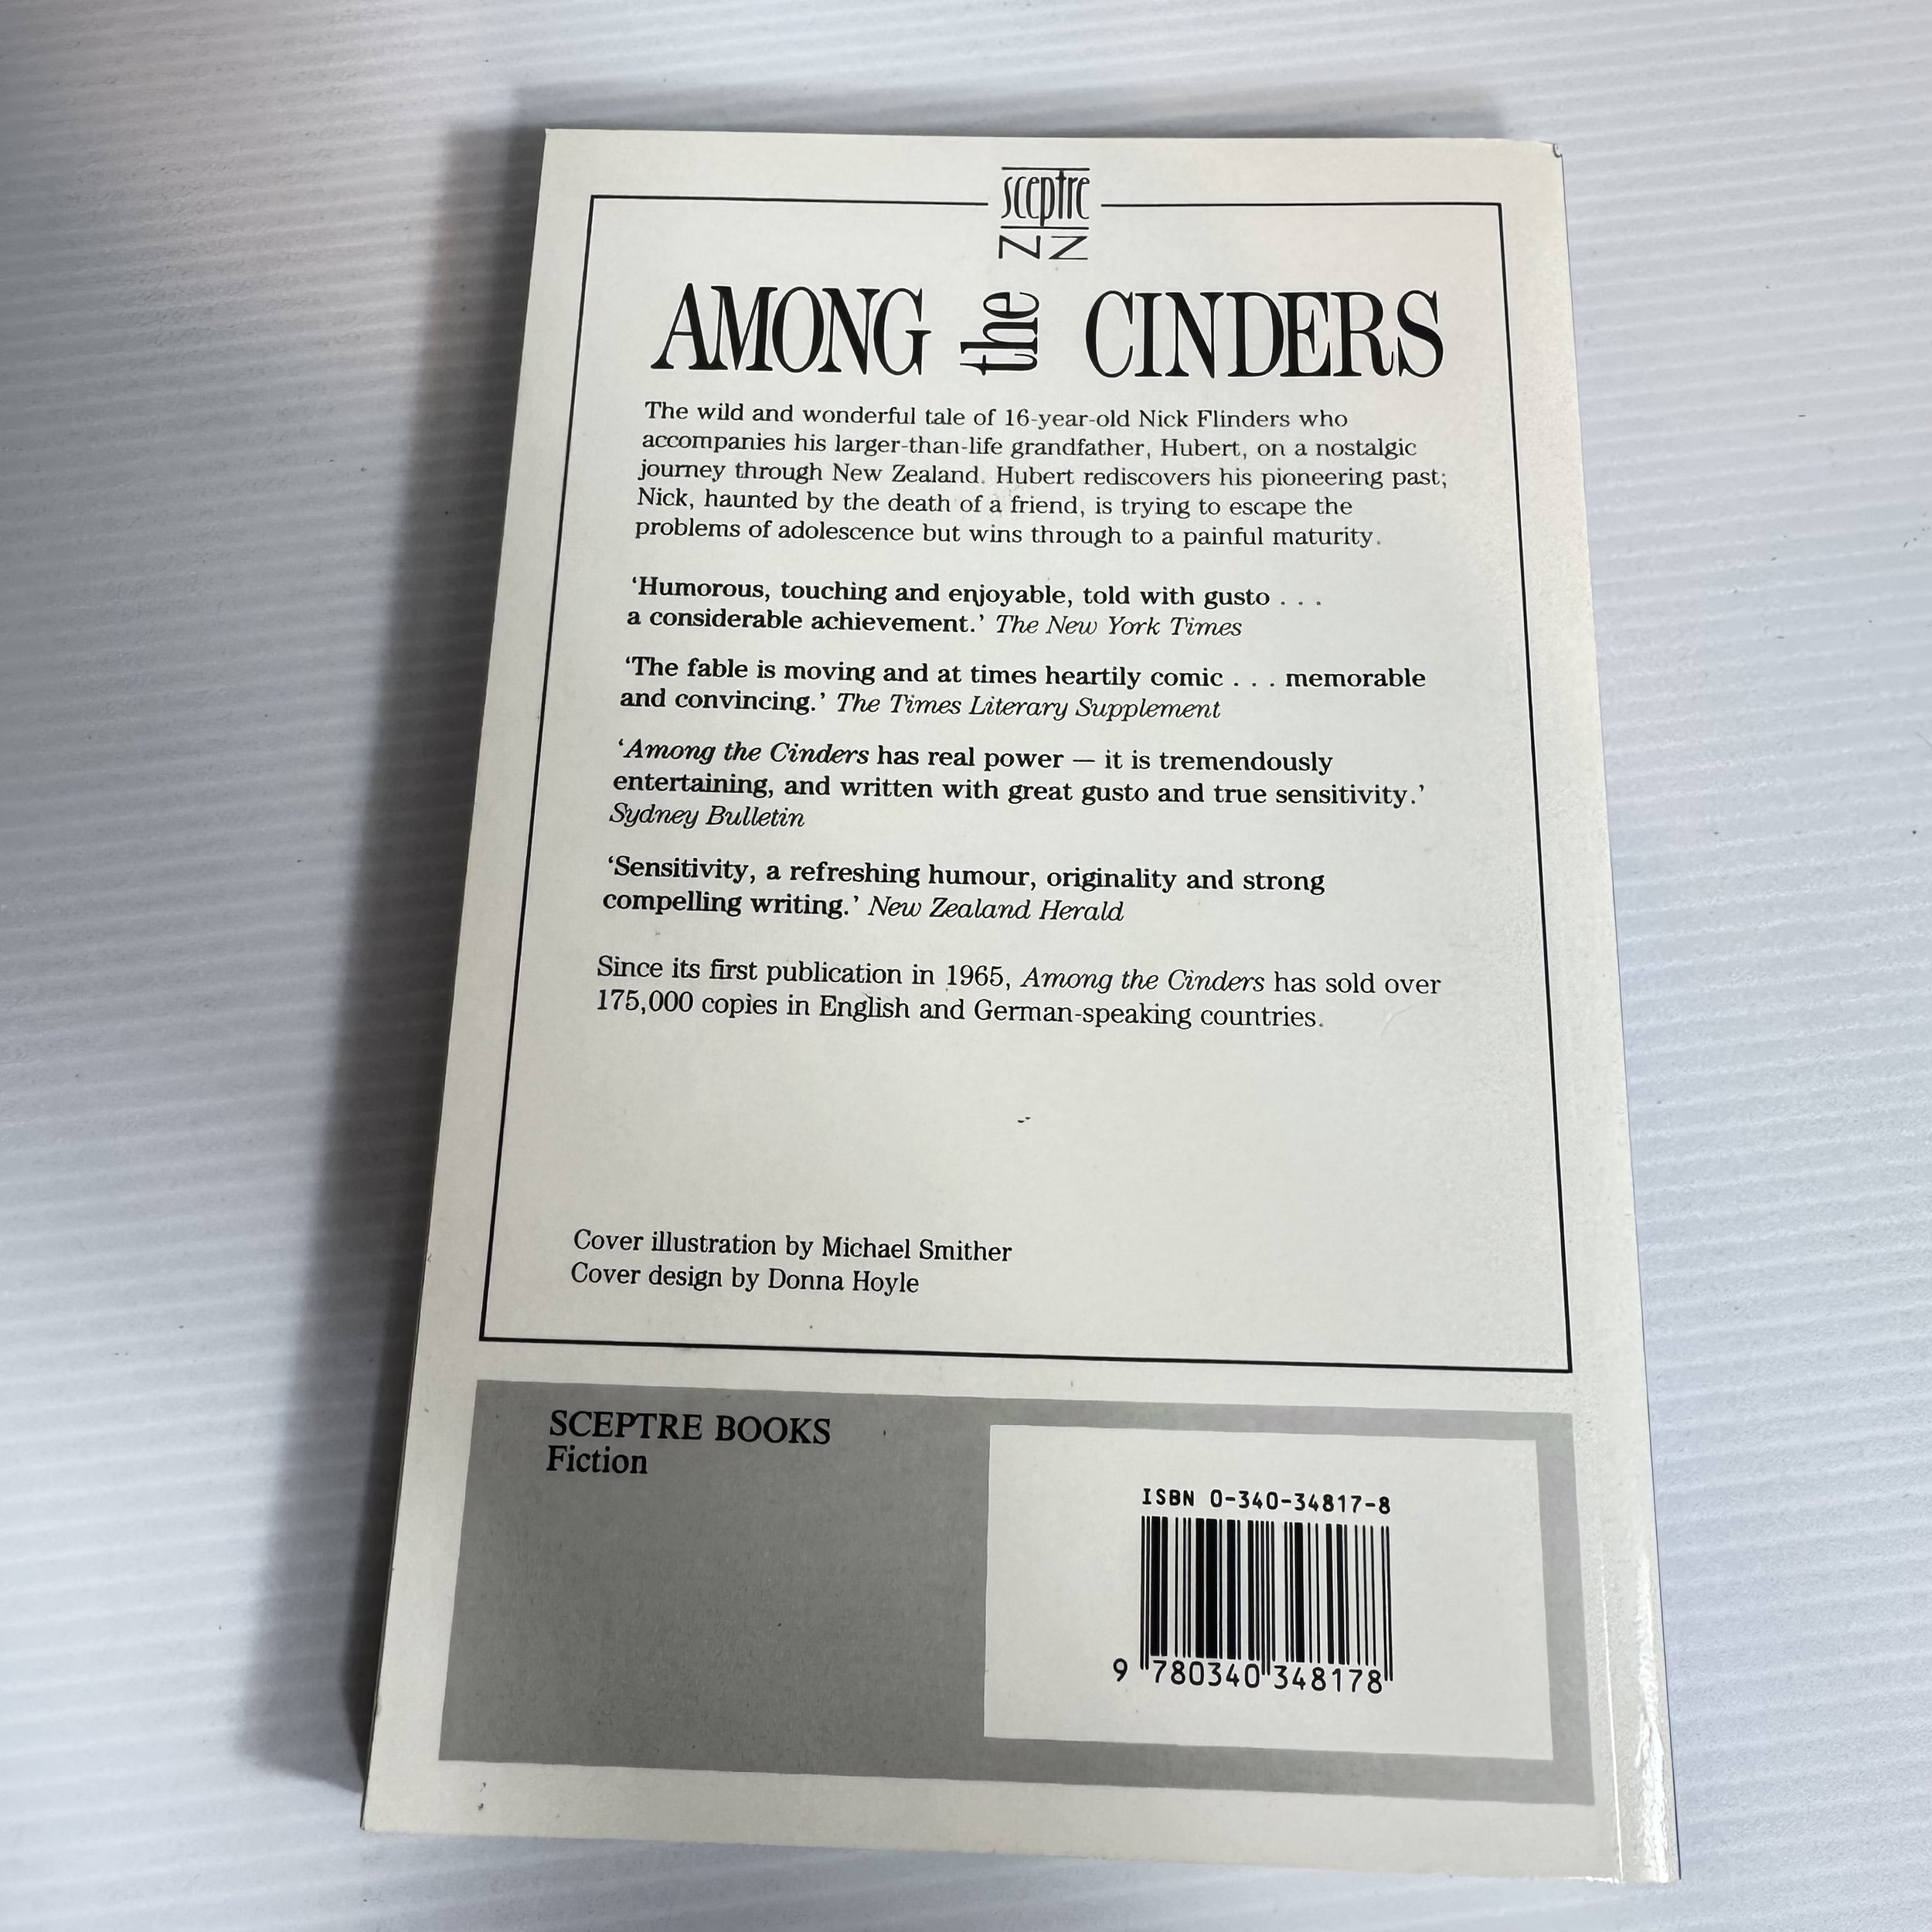 sceptre
NZ
AMONG the CINDERS
The wild and wonderful tale of 16-year-old Nick Flinders who
accompanies his larger-than-life grandfather, Hubert, on a nostalgic
journey through New Zealand. Hubert rediscovers his pioneering past;
Nick, haunted by the death of a friend, is trying to escape the
problems of adolescence but wins through to a painful maturity.
‘Humorous, touching and enjoyable, told with gusto . . .
a considerable achievement.’ The New York Times
‘The fable is moving and at times heartily comic . . . memorable
and convincing.’ The Times Literary Supplement
‘Among the Cinders has real power — it is tremendously
entertaining, and written with great gusto and true sensitivity.’
Sydney Bulletin
‘Sensitivity, a refreshing humour, originality and strong
compelling writing.’ New Zealand Herald
Since its first publication in 1965, Among the Cinders has sold over
175,000 copies in English and German-speaking countries.
Cover illustration by Michael Smither
Cover design by Donna Hoyle
SCEPTRE BOOKS
Fiction
ISBN 0-340-34817-8
9 780340 348178